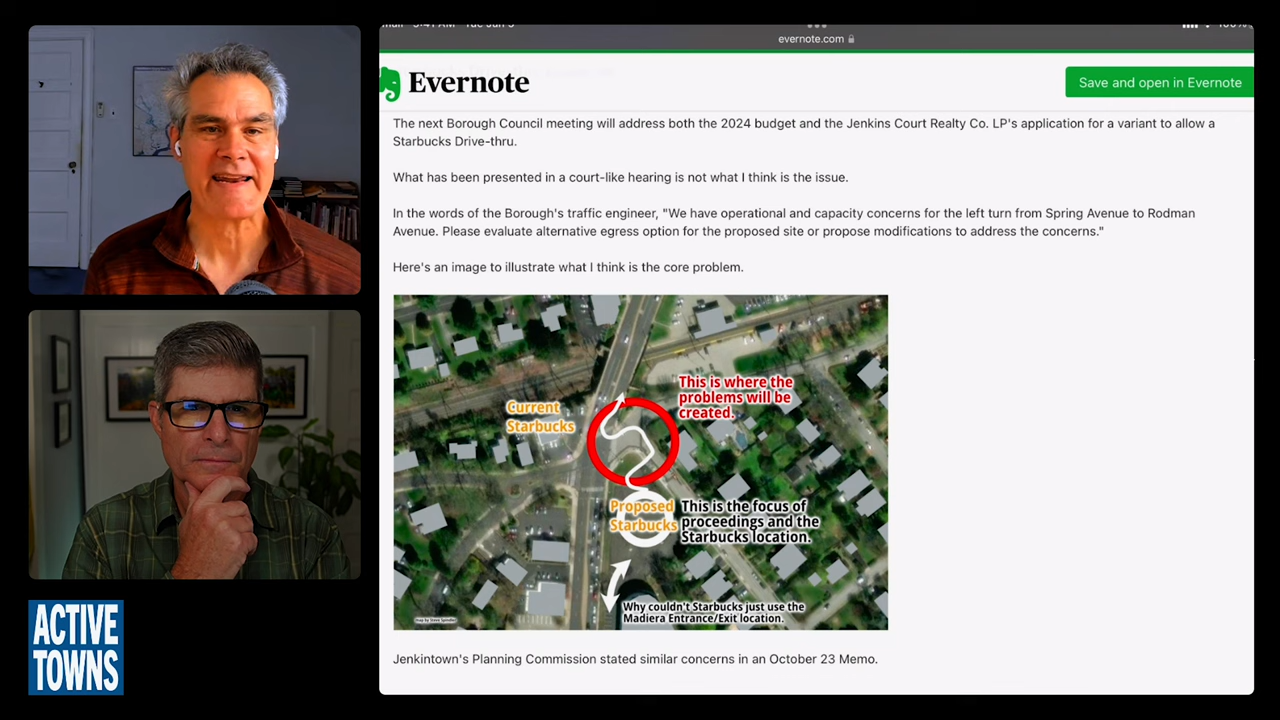 evernote.com
Evernote
Save and open in Evernote
The next Borough Council meeting will address both the 2024 budget and the Jenkins Court Realty Co. LP's application for a variant to allow a
Starbucks Drive-thru.
What has been presented in a court-like hearing is not what I think is the issue.
In the words of the Borough's traffic engineer, "We have operational and capacity concerns for the left turn from Spring Avenue to Rodman
Avenue. Please evaluate alternative egress option for the proposed site or propose modifications to address the concerns."
Here's an image to illustrate what I think is the core problem.
This is where the
problems will be
created.
Current
Starbucks
Proposed
Starbucks
This is the focus of
proceedings and the
Starbucks location.
Why couldn't Starbucks just use the
Madiera Entrance/Exit location.
Jenkintown's Planning Commission stated similar concerns in an October 23 Memo.
ACTIVE
TOWNS